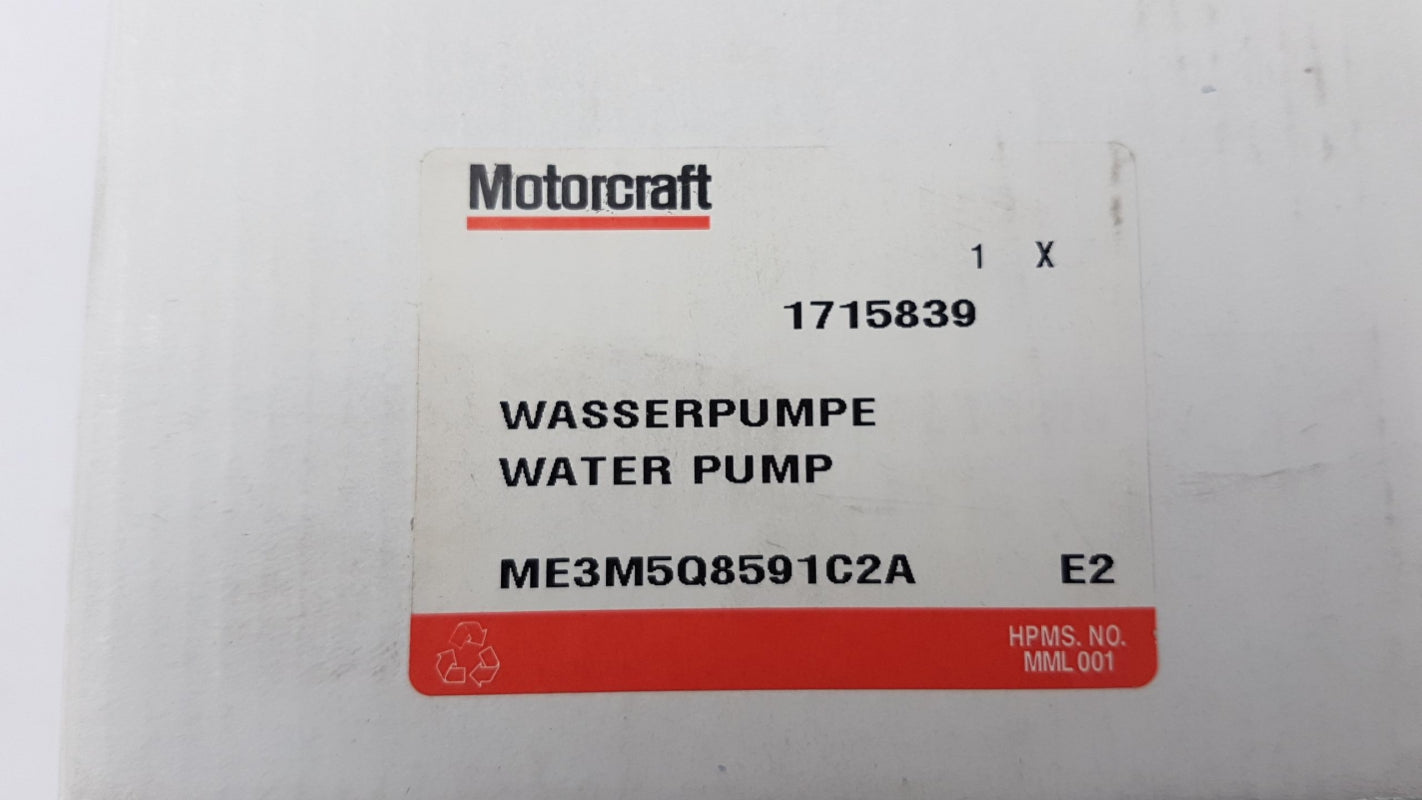 Motorcraft
1 X
1715839
WASSERPUMPE
WATER PUMP
ME3M5Q8591C2A E2
HPMS. NO.
MML 001